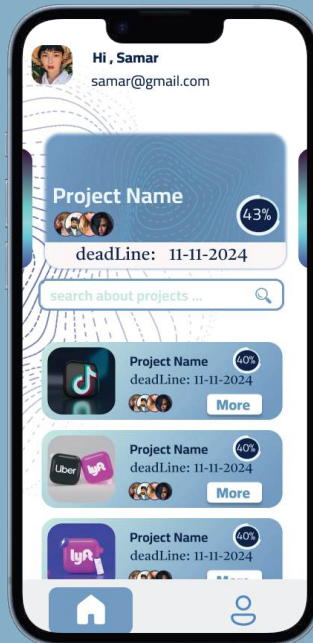 Hi , Samar
samar@gmail.com
Project Name
43%
deadLine: 11-11-2024
search about projects ...
Project Name
40%
deadLine: 11-11-2024
More
Uber
lyft
Project Name
40%
deadLine: 11-11-2024
More
lyft
Project Name
40%
deadLine: 11-11-2024
More